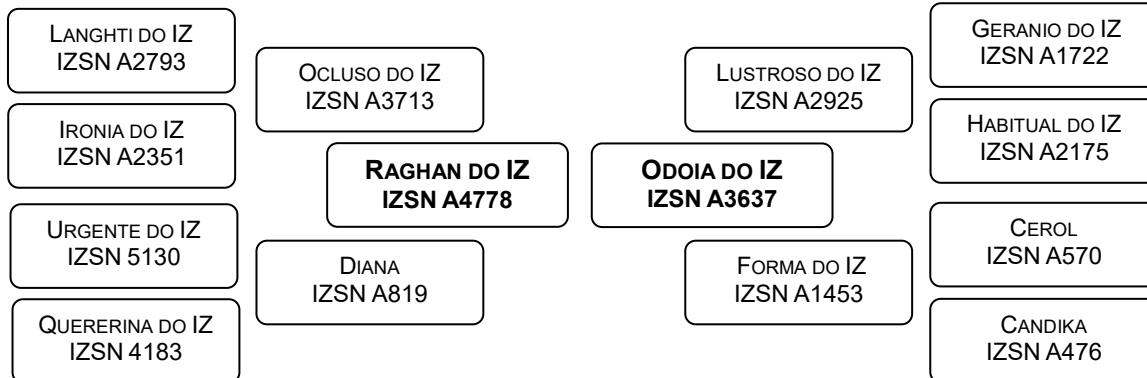 LANGHTI DO IZ
IZSN A2793
IRONIA DO IZ
IZSN A2351
URGENTE DO IZ
IZSN 5130
QUERERINA DO IZ
IZSN 4183
OCLUSO DO IZ
IZSN A3713
DIANA
IZSN A819
RAGHAN DO IZ
IZSN A4778
ODOIA DO IZ
IZSN A3637
LUSTROSO DO IZ
IZSN A2925
FORMA DO IZ
IZSN A1453
GERANIO DO IZ
IZSN A1722
HABITUAL DO IZ
IZSN A2175
CEROL
IZSN A570
CANDIKA
IZSN A476